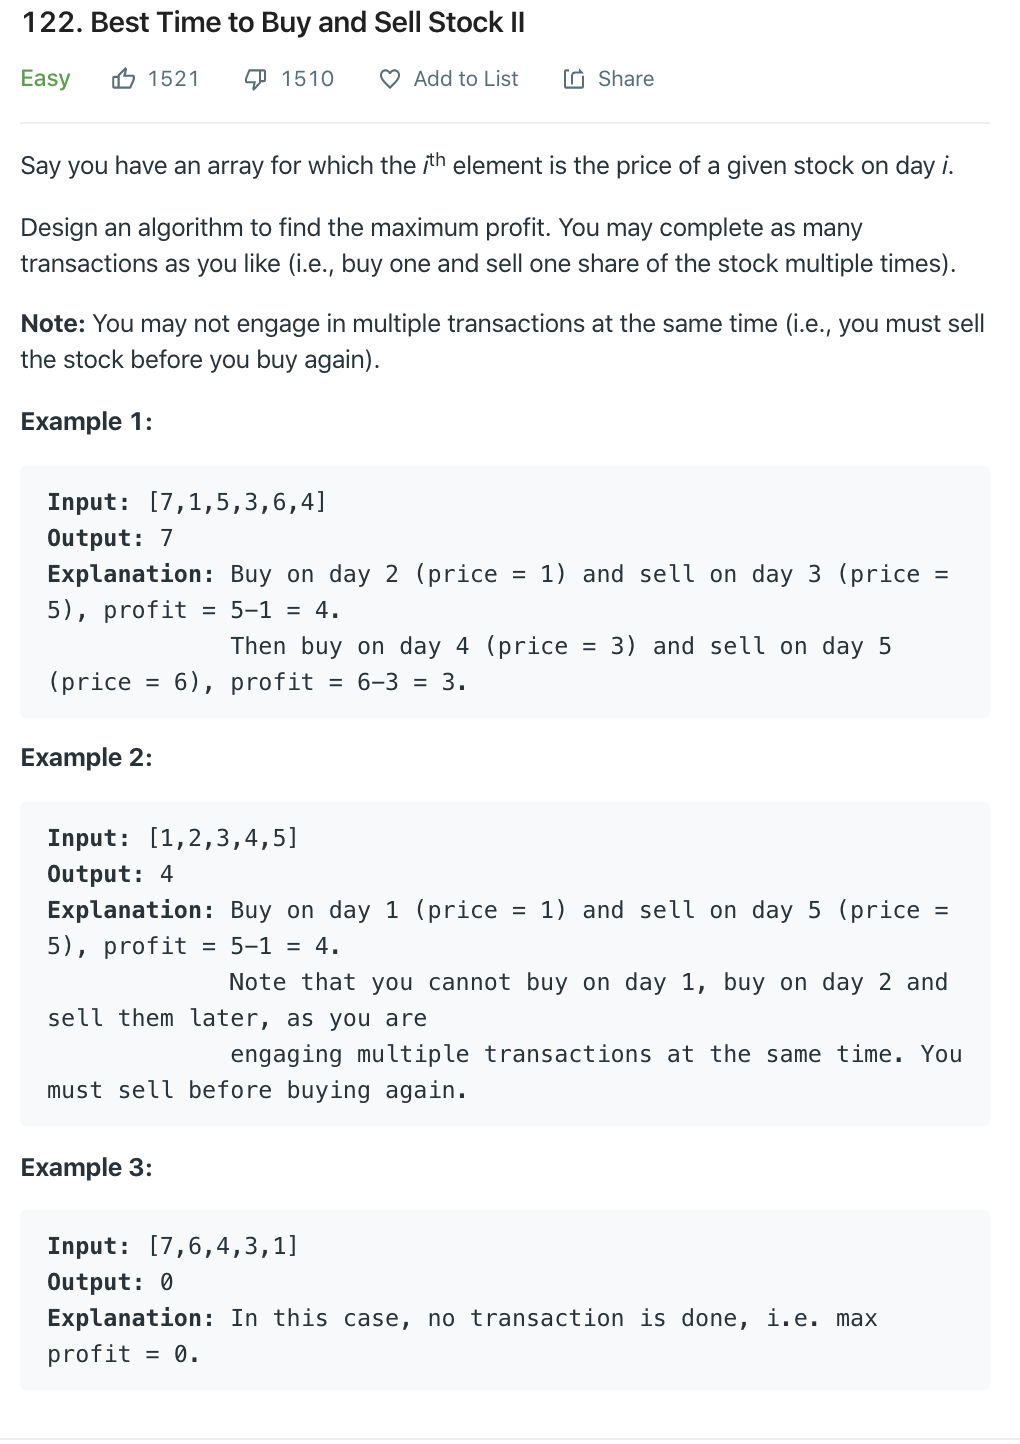 122. Best Time to Buy and Sell Stock II
Easy 1521 1510 Add to List Share
Say you have an array for which the ith element is the price of a given stock on day i.
Design an algorithm to find the maximum profit. You may complete as many
transactions as you like (i.e., buy one and sell one share of the stock multiple times).
Note: You may not engage in multiple transactions at the same time (i.e., you must sell
the stock before you buy again).
Example 1:
Input: [7,1,5,3,6,4]
Output: 7
Explanation: Buy on day 2 (price = 1) and sell on day 3 (price =
5), profit = 5-1 = 4.
Then buy on day 4 (price = 3) and sell on day 5
(price = 6), profit = 6-3 = 3.
Example 2:
Input: [1,2,3,4,5]
Output: 4
Explanation: Buy on day 1 (price = 1) and sell on day 5 (price =
5), profit = 5-1 = 4.
Note that you cannot buy on day 1, buy on day 2 and
sell them later, as you are
engaging multiple transactions at the same time. You
must sell before buying again.
Example 3:
Input: [7,6,4,3,1]
Output: 0
Explanation: In this case, no transaction is done, i.e. max
profit = 0.